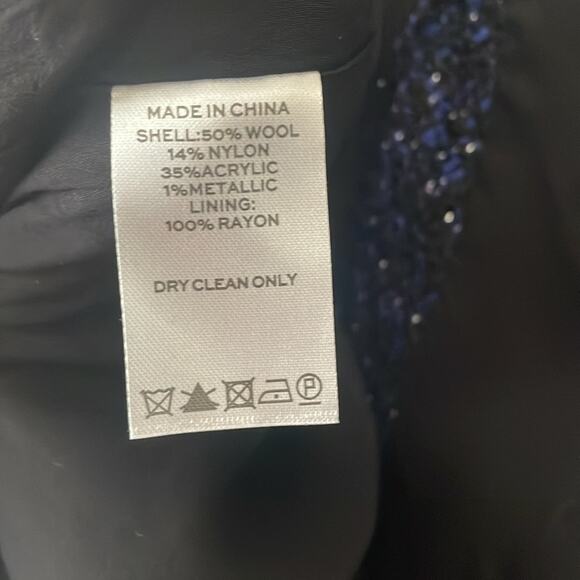 MADE IN CHINA
SHELL:50% WOOL
14% NYLON
35%ACRYLIC
1%METALLIC
LINING:
100% RAYON
DRY CLEAN ONLY
P